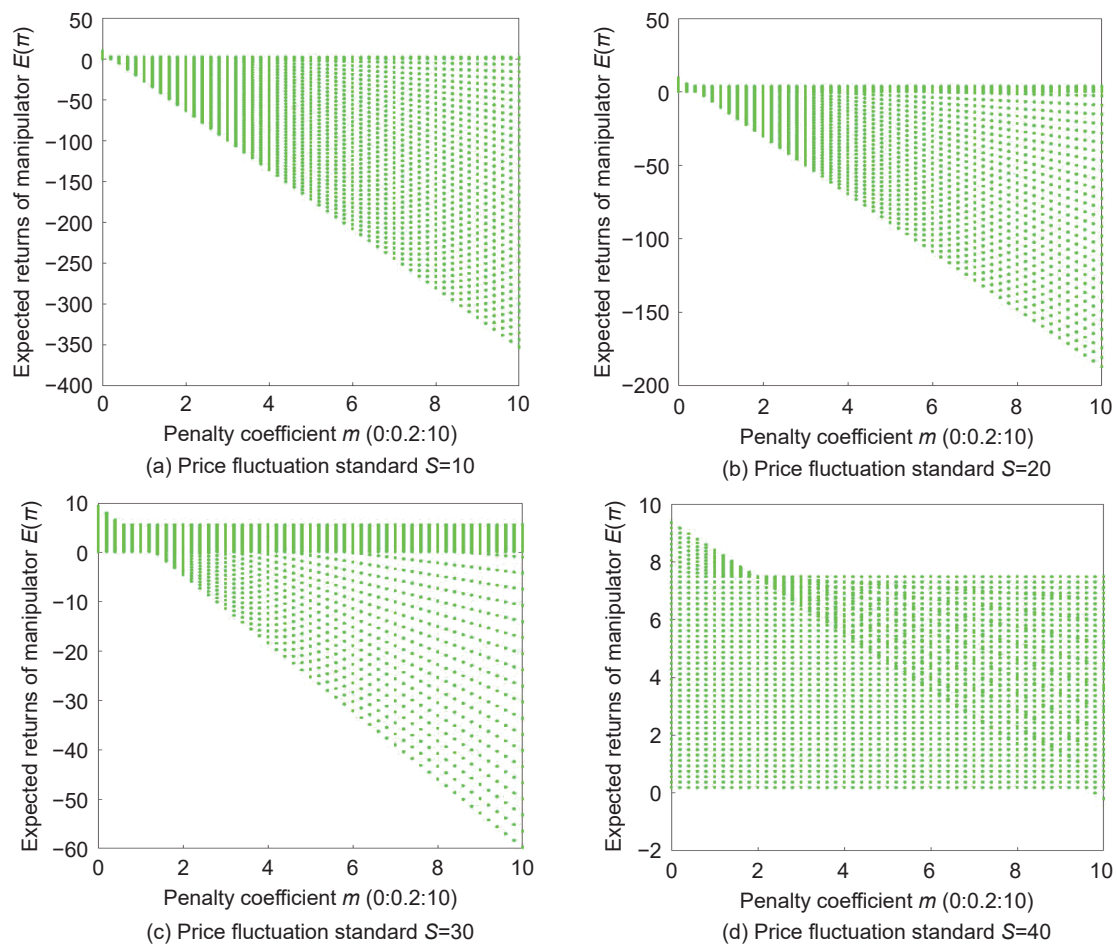 50
0
−50
−100
−150
−200
−250
−300
−350
−400
Expected returns of manipulator E(π)
0 2 4 6 8 10
Penalty coefficient m (0:0.2:10)
(a) Price fluctuation standard S=10
50
0
−50
−100
−150
−200
Expected returns of manipulator E(π)
0 2 4 6 8 10
Penalty coefficient m (0:0.2:10)
(b) Price fluctuation standard S=20
10
0
−10
−20
−30
−40
−50
−60
Expected returns of manipulator E(π)
0 2 4 6 8 10
Penalty coefficient m (0:0.2:10)
(c) Price fluctuation standard S=30
10
8
6
4
2
0
−2
Expected returns of manipulator E(π)
0 2 4 6 8 10
Penalty coefficient m (0:0.2:10)
(d) Price fluctuation standard S=40